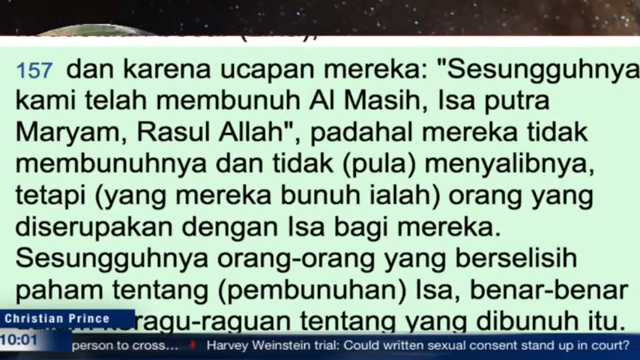 157 dan karena ucapan mereka: "Sesungguhnya
kami telah membunuh Al Masih, Isa putra
Maryam, Rasul Allah", padahal mereka tidak
membunuhnya dan tidak (pula) menyalibnya,
tetapi (yang mereka bunuh ialah) orang yang
diserupakan dengan Isa bagi mereka.
Sesungguhnya orang-orang yang berselisih
paham tentang (pembunuhan) Isa, benar-benar
ragu-raguan tentang yang dibunuh itu.
Christian Prince
10:01 person to cross... Harvey Weinstein trial: Could written sexual consent stand up in court?